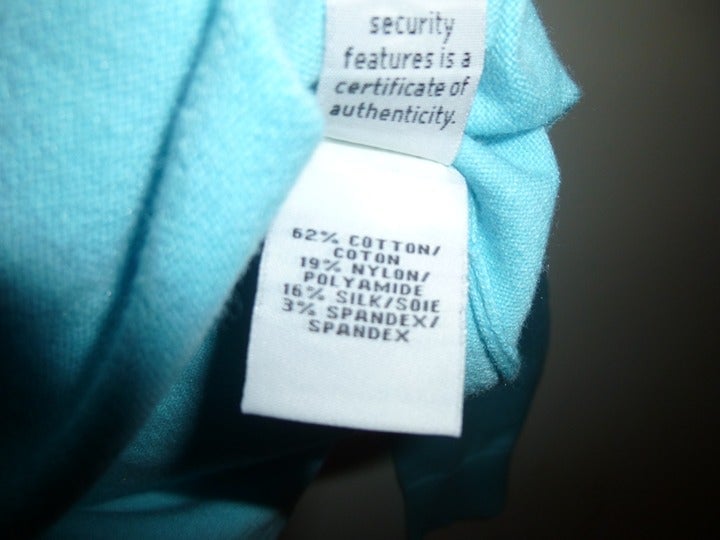 security
features is a
certificate of
authenticity.
62% COTTON/
COTON
19% NYLON/
POLYAMIDE
16% SILK/SOIE
3% SPANDEX/
SPANDEX